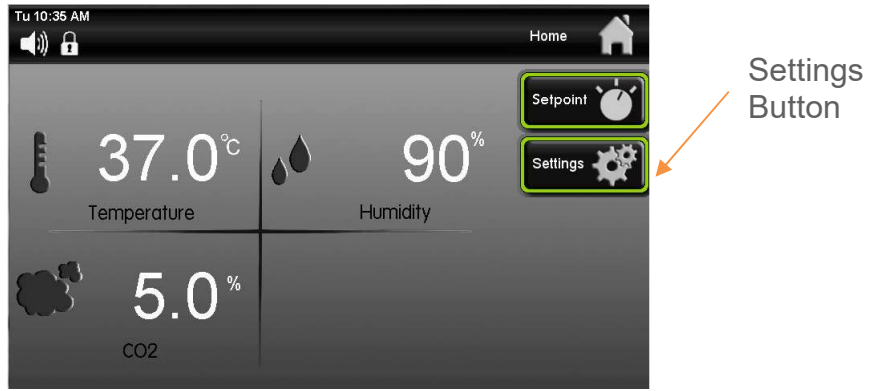 Tu 10:35 AM
Home
Setpoint
Settings
37.0°C
Temperature
90%
Humidity
5.0%
CO2
Settings
Button